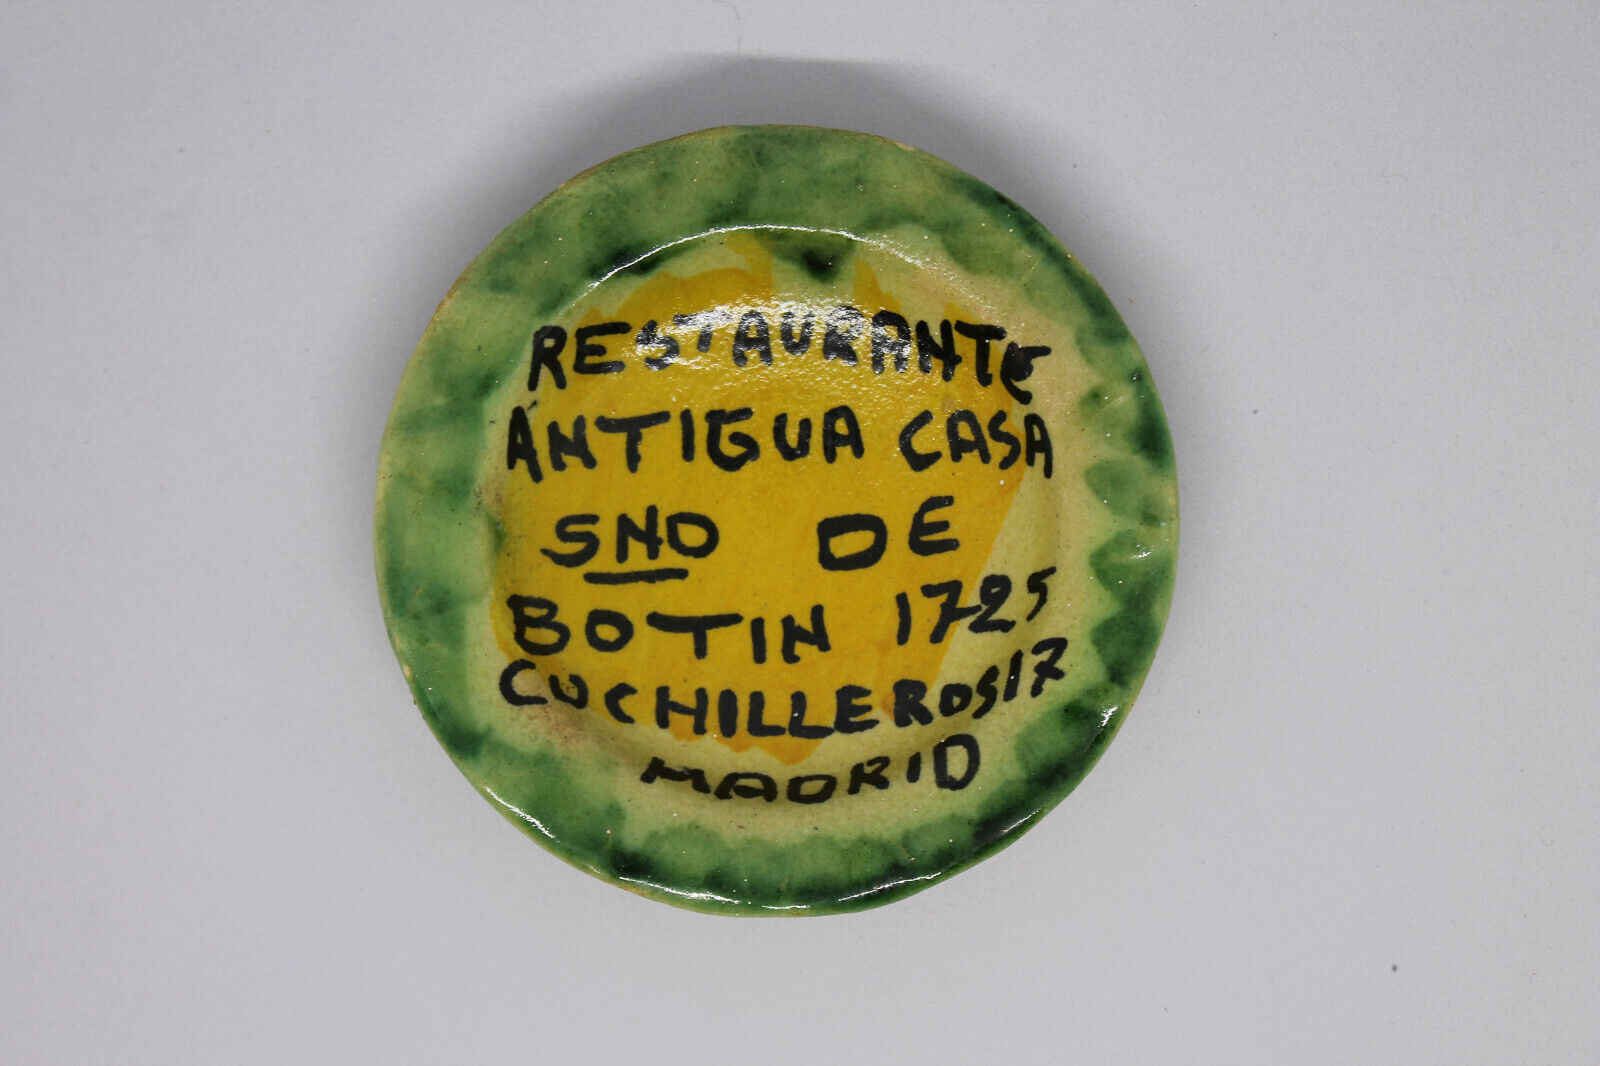 RESTAURANTE
ANTIGUA CASA
SNO DE
BOTIN 1725
CUCHILLEROS 17
MADRID